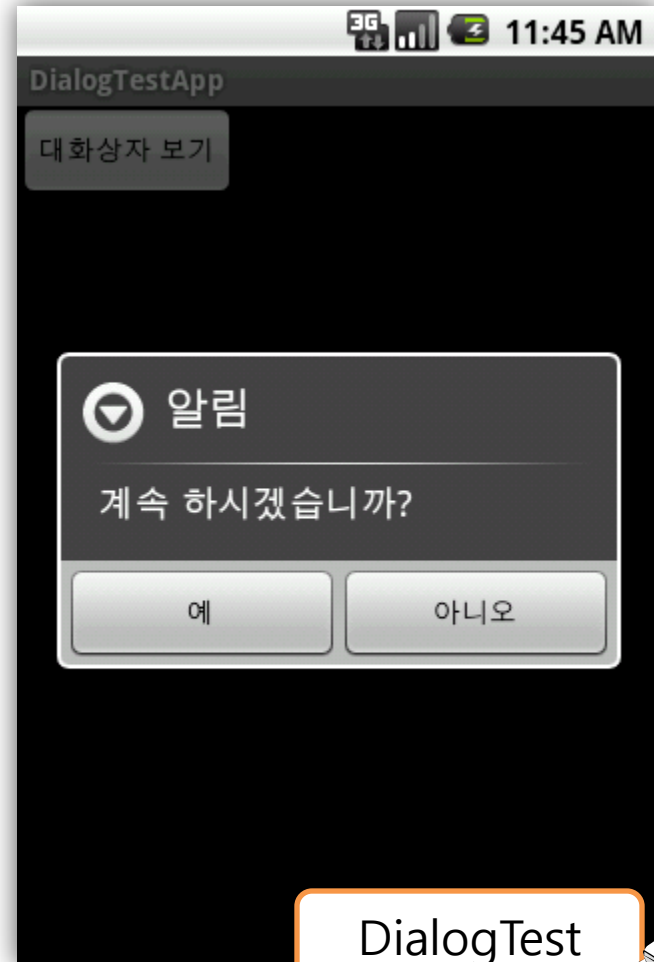 3G 11:45 AM
DialogTestApp
대화상자 보기
알림
계속 하시겠습니까?
예 아니오
DialogTest